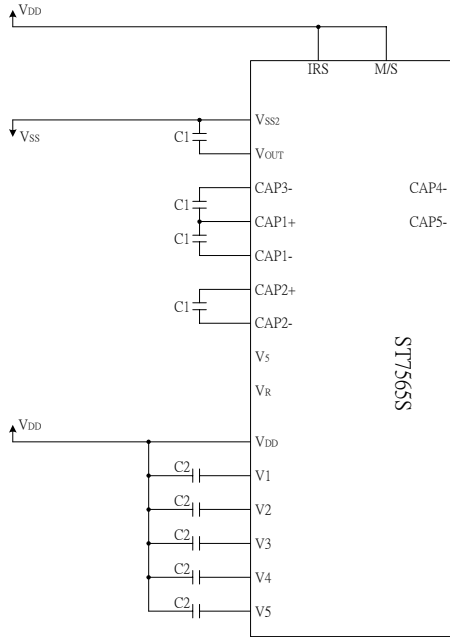 VDD
IRS M/S
VSS
VSS2
C1
VOUT
CAP3- CAP4-
C1
CAP1+ CAP5-
C1
CAP1-
CAP2+
C1
CAP2-
V5
VR
ST7565S
VDD
VDD
C2
V1
C2
V2
C2
V3
C2
V4
C2
V5